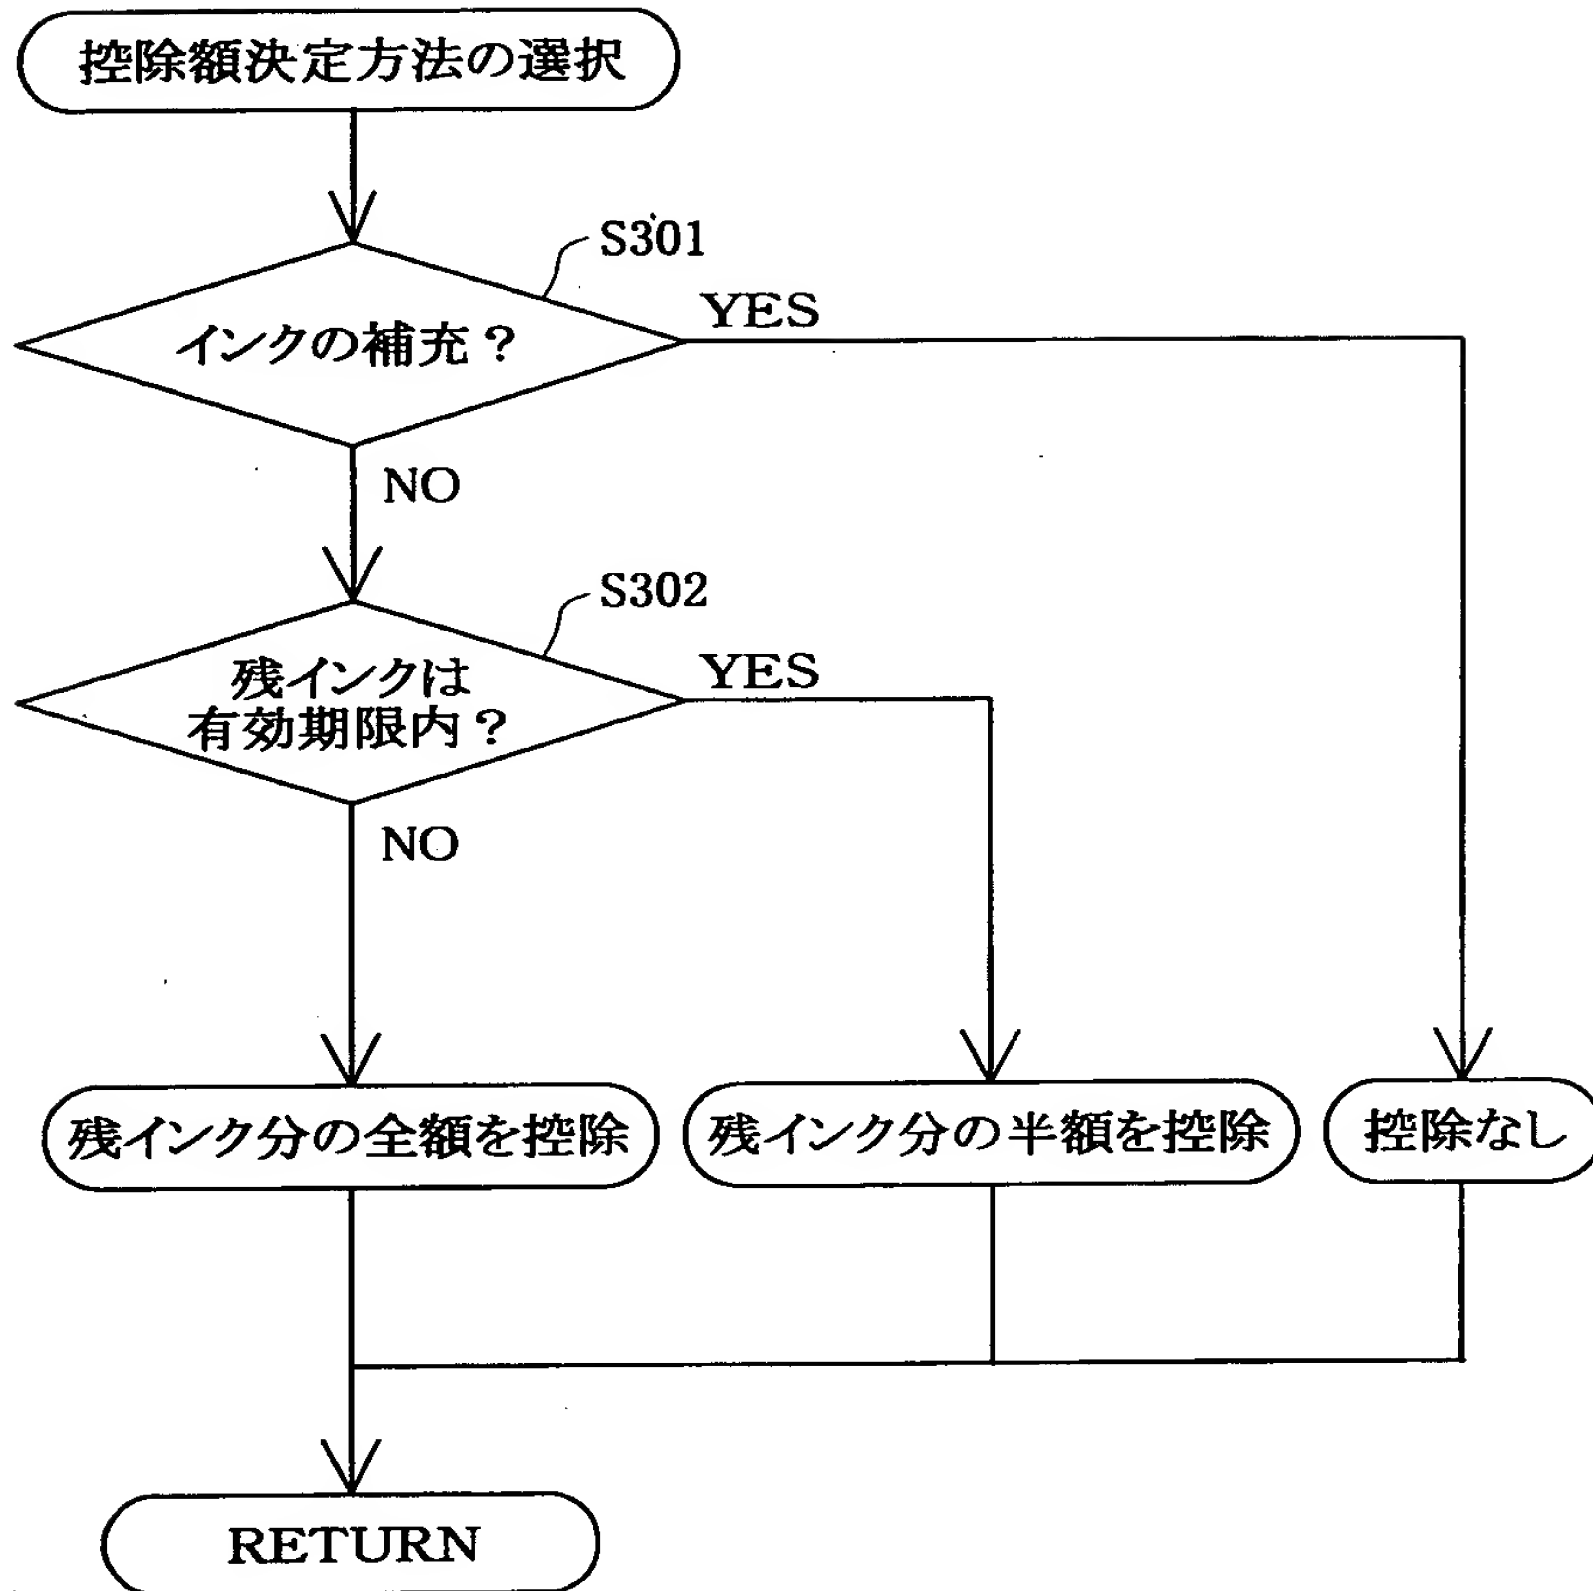 控除額決定方法の選択
S301
インクの補充?
YES
NO
S302
残インクは
有効期限内?
YES
NO
残インク分の全額を控除
残インク分の半額を控除
控除なし
RETURN